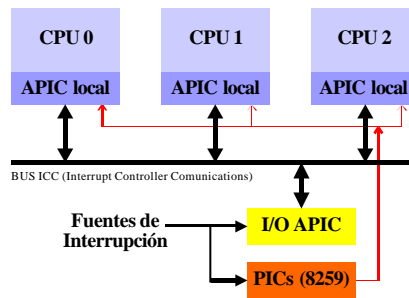 CPU 0
CPU 1
CPU 2
APIC local
APIC local
APIC local
BUS ICC (Interrupt Controller Comunications)
Fuentes de
Interrupción
I/O APIC
PICs (8259)